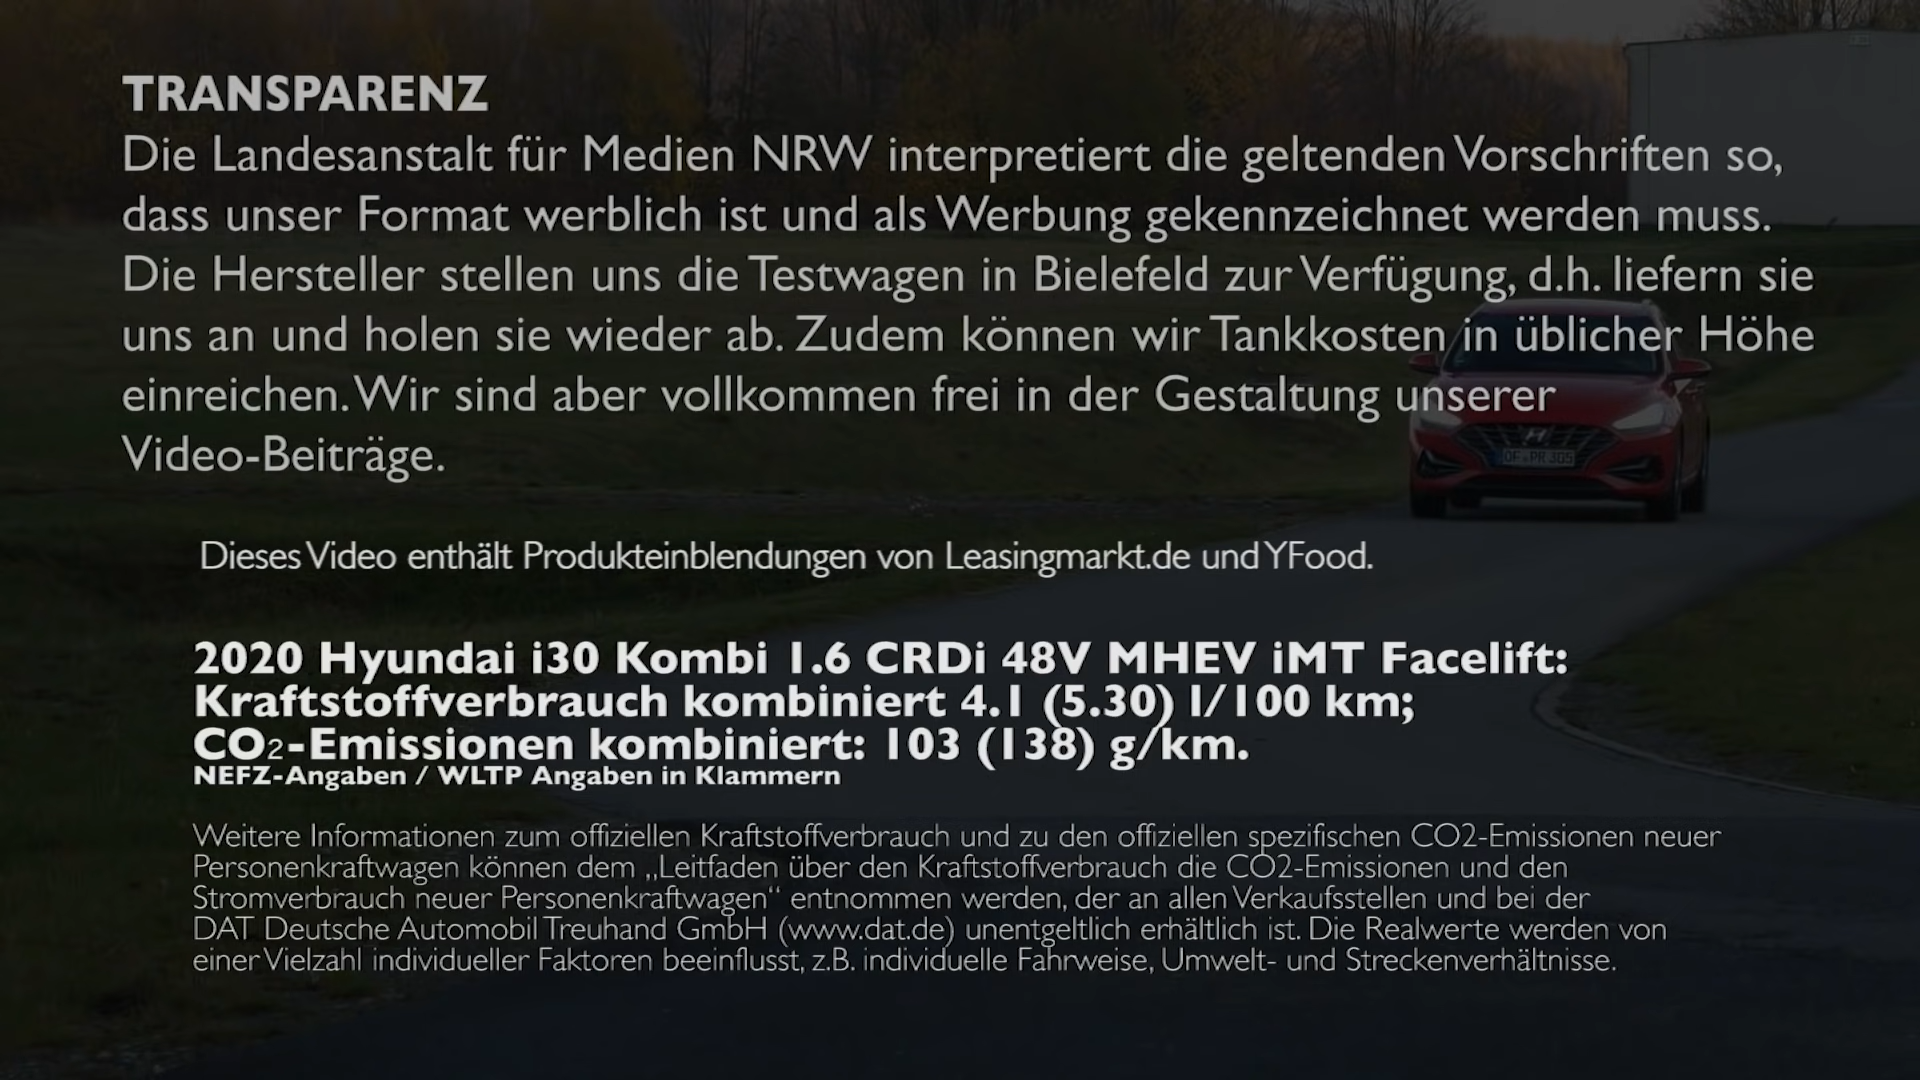 TRANSPARENZ
Die Landesanstalt für Medien NRW interpretiert die geltenden Vorschriften so,
dass unser Format werblich ist und als Werbung gekennzeichnet werden muss.
Die Hersteller stellen uns die Testwagen in Bielefeld zur Verfügung, d.h. liefern sie
uns an und holen sie wieder ab. Zudem können wir Tankkosten in üblicher Höhe
einreichen. Wir sind aber vollkommen frei in der Gestaltung unserer
Video-Beiträge.
OF PR 305
Dieses Video enthält Produkteinblendungen von Leasingmarkt.de und YFood.
2020 Hyundai i30 Kombi 1.6 CRDi 48V MHEV iMT Facelift:
Kraftstoffverbrauch kombiniert 4.1 (5.30) l/100 km;
CO2-Emissionen kombiniert: 103 (138) g/km.
NEFZ-Angaben / WLTP Angaben in Klammern
Weitere Informationen zum offiziellen Kraftstoffverbrauch und zu den offiziellen spezifischen CO2-Emissionen neuer
Personenkraftwagen können dem „Leitfaden über den Kraftstoffverbrauch die CO2-Emissionen und den
Stromverbrauch neuer Personenkraftwagen“ entnommen werden, der an allen Verkaufsstellen und bei der
DAT Deutsche Automobil Treuhand GmbH (www.dat.de) unentgeltlich erhältlich ist. Die Realwerte werden von
einer Vielzahl individueller Faktoren beeinflusst, z.B. individuelle Fahrweise, Umwelt- und Streckenverhältnisse.